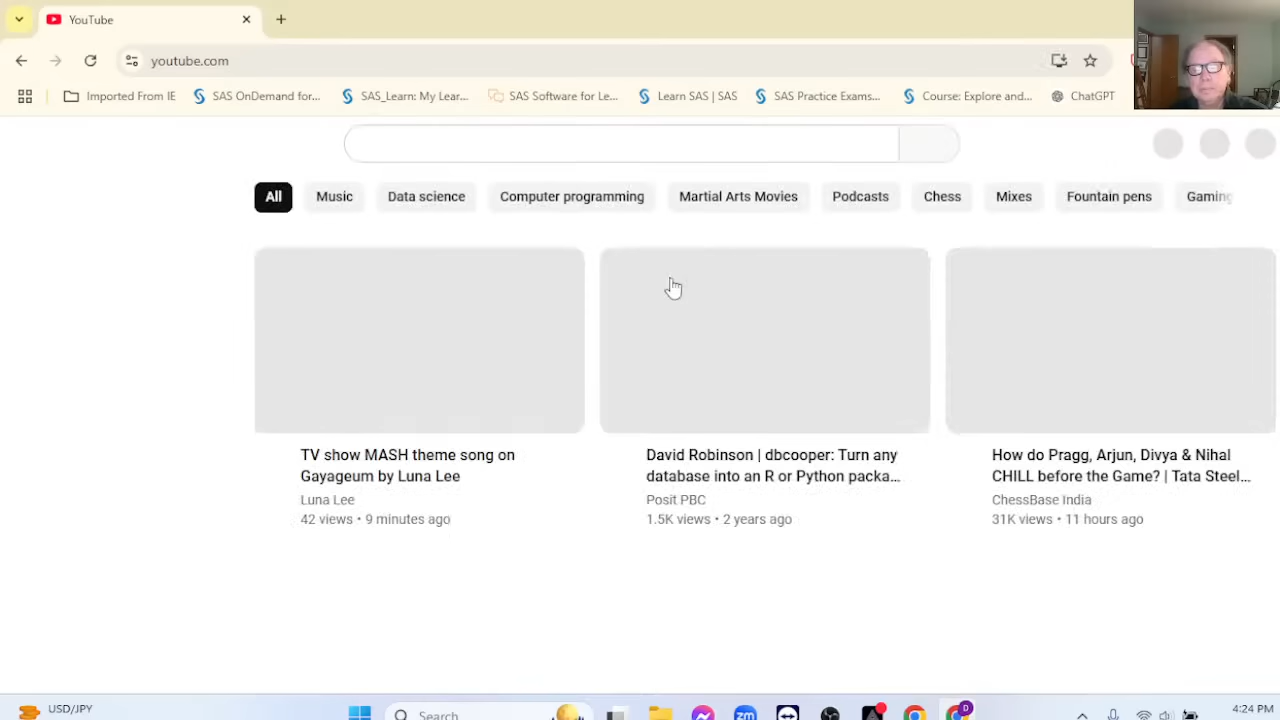 YouTube
youtube.com
Imported From IE
SAS OnDemand for...
SAS_Learn: My Lear...
SAS Software for Le...
Learn SAS | SAS
SAS Practice Exams...
Course: Explore and...
ChatGPT
All
Music
Data science
Computer programming
Martial Arts Movies
Podcasts
Chess
Mixes
Fountain pens
Gaming
TV show MASH theme song on
Gayageum by Luna Lee
Luna Lee
42 views • 9 minutes ago
David Robinson | dbcooper: Turn any
database into an R or Python packa...
Posit PBC
1.5K views • 2 years ago
How do Pragg, Arjun, Divya & Nihal
CHILL before the Game? | Tata Steel...
ChessBase India
31K views • 11 hours ago
USD/JPY
Search
zm
D
4:24 PM